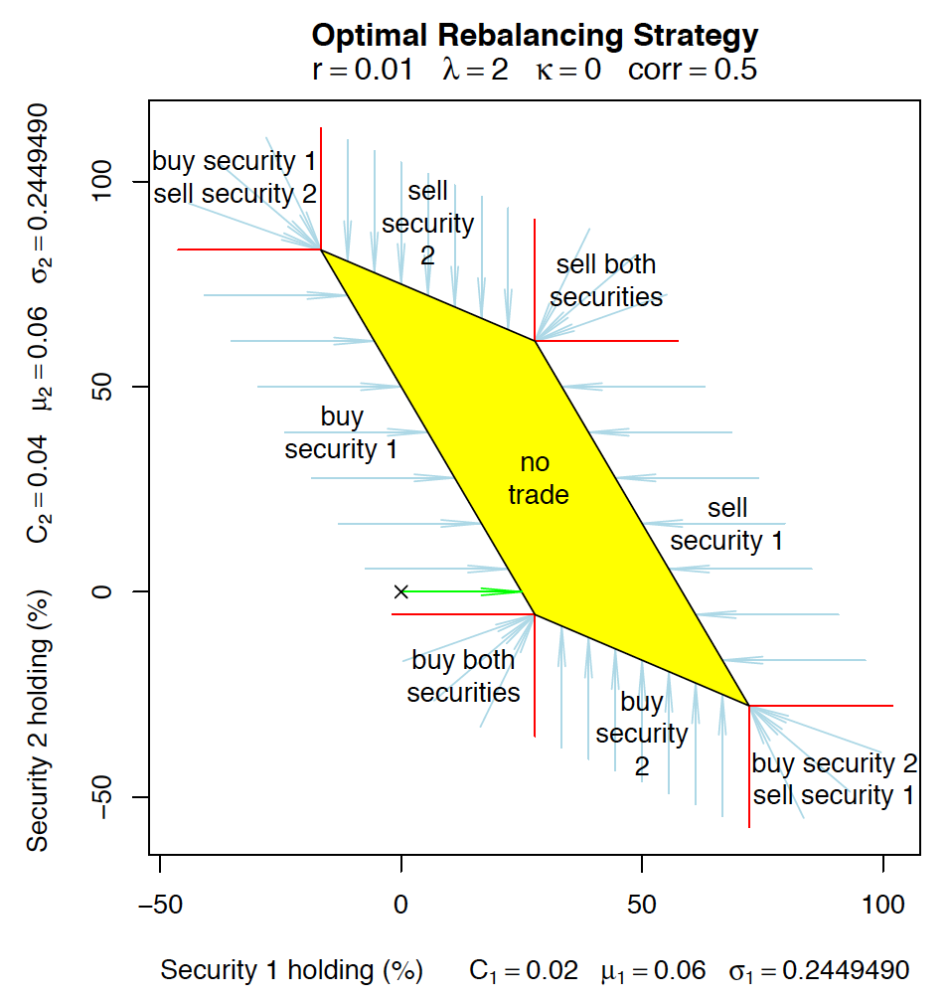 Optimal Rebalancing Strategy
r = 0.01 λ = 2 κ = 0 corr = 0.5
buy security 1
sell security 2
sell
security
2
sell both
securities
buy
security 1
no
trade
sell
security 1
buy both
securities
buy
security
2
buy security 2
sell security 1
100
50
0
−50
Security 2 holding (%) C₂ = 0.04 μ₂ = 0.06 σ₂ = 0.2449490
−50 0 50 100
Security 1 holding (%) C₁ = 0.02 μ₁ = 0.06 σ₁ = 0.2449490